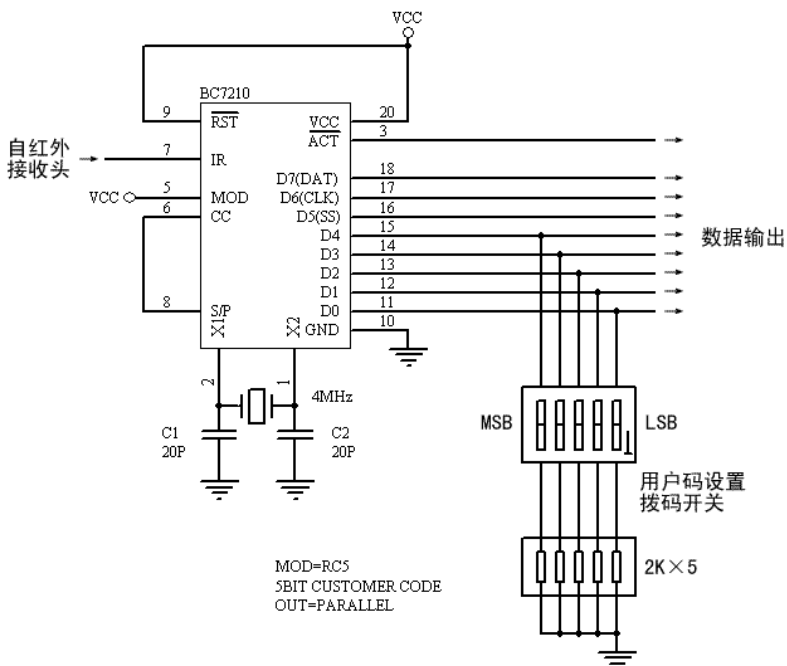 VCC
BC7210
9
RST
VCC
20
ACT
3
自红外
接收头
7
IR
D7(DAT)
18
VCC
5
MOD
D6(CLK)
17
6
CC
D5(SS)
16
D4
15
D3
14
数据输出
D2
13
D1
12
8
S/P
D0
11
X1
X2
GND
10
2
1
4MHz
C1
20P
C2
20P
MSB
LSB
用户码设置
拨码开关
2K×5
MOD=RC5
5BIT CUSTOMER CODE
OUT=PARALLEL